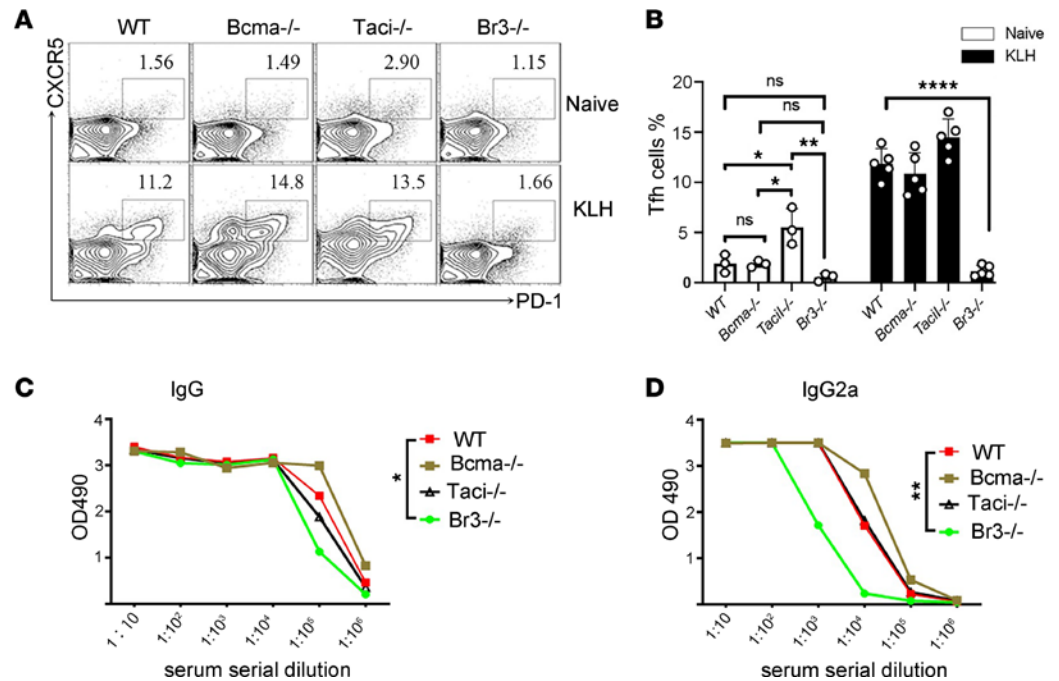 A
WT Bcma-/- Taci-/- Br3-/-
CXCR5
1.56 1.49 2.90 1.15
Naive
11.2 14.8 13.5 1.66
KLH
PD-1
B
Naive
KLH
Tfh cells %
20
15
10
5
0
ns
ns
****
* **
*
ns
WT Bcma-/- TaciI-/- Br3-/- WT Bcma-/- TaciI-/- Br3-/-
C
IgG
OD490
4
3
2
1
*
WT
Bcma-/-
Taci-/-
Br3-/-
1:10 1:10² 1:10³ 1:10⁴ 1:10⁵ 1:10⁶
serum serial dilution
D
IgG2a
OD 490
4
3
2
1
**
WT
Bcma-/-
Taci-/-
Br3-/-
1:10 1:10² 1:10³ 1:10⁴ 1:10⁵ 1:10⁶
serum serial dilution